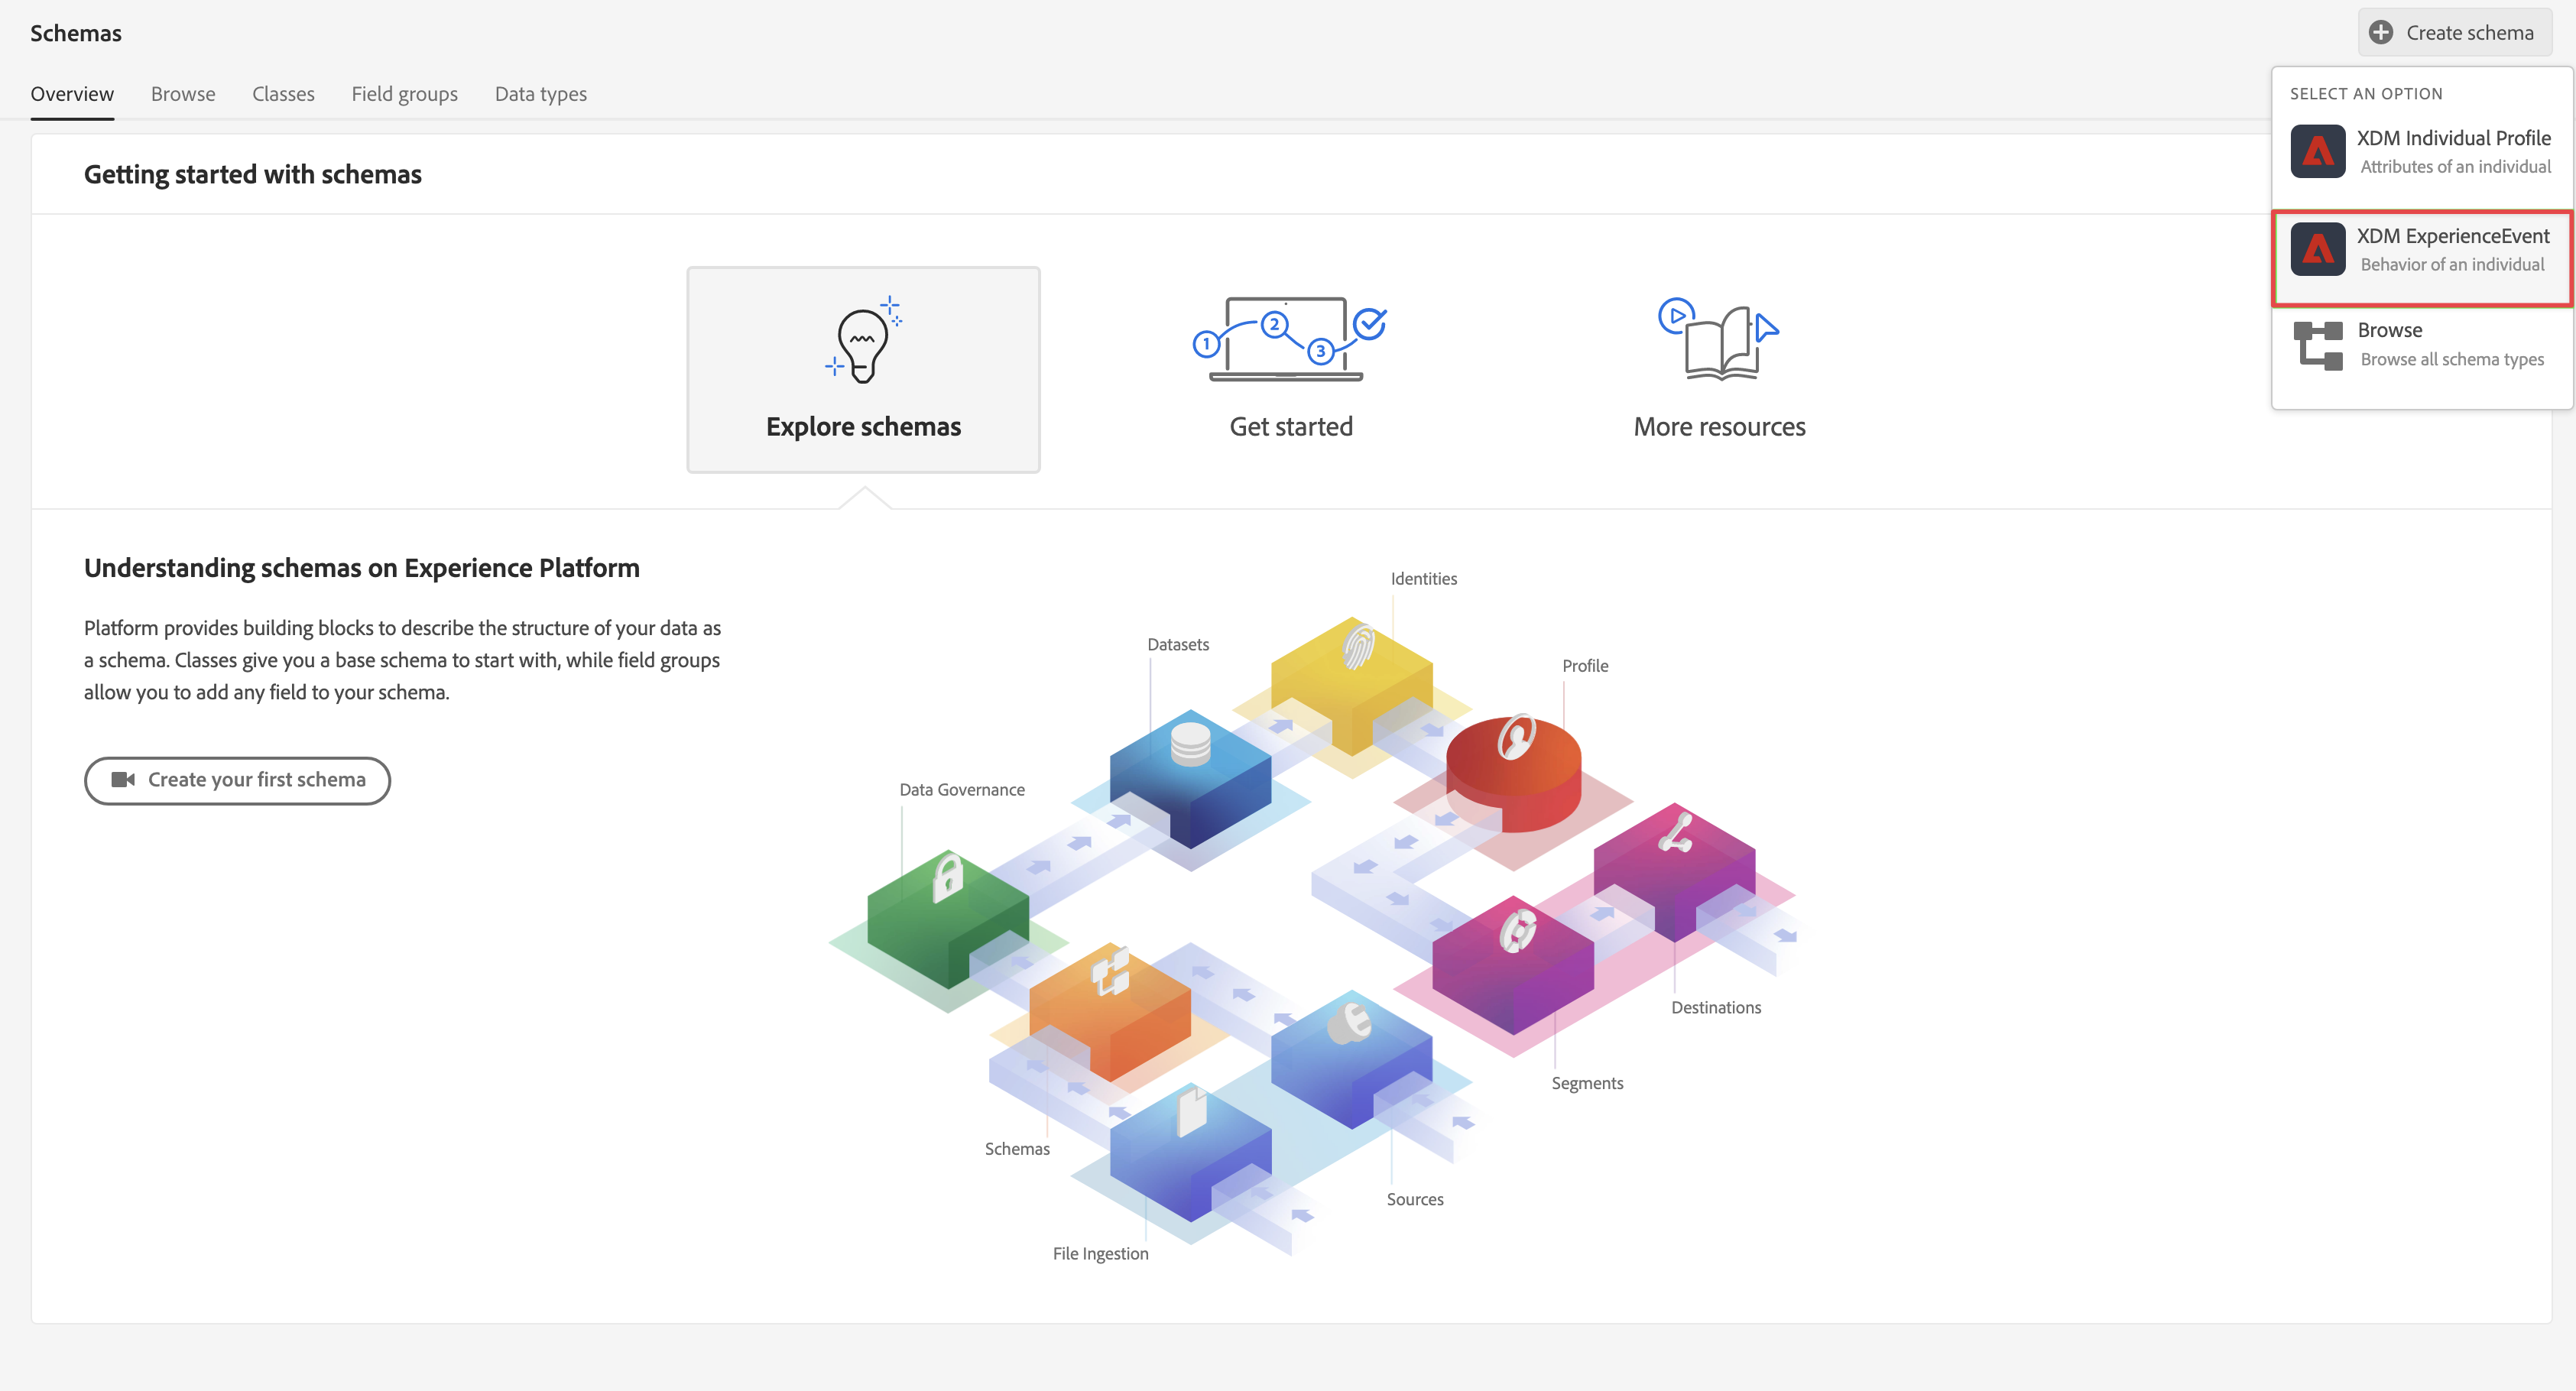 Schemas
Create schema
Overview
Browse
Classes
Field groups
Data types
SELECT AN OPTION
XDM Individual Profile
Attributes of an individual
XDM ExperienceEvent
Behavior of an individual
Browse
Browse all schema types
Getting started with schemas
1
2
3
Explore schemas
Get started
More resources
Understanding schemas on Experience Platform
Platform provides building blocks to describe the structure of your data as
a schema. Classes give you a base schema to start with, while field groups
allow you to add any field to your schema.
Create your first schema
Identities
Datasets
Profile
Data Governance
Destinations
Segments
Schemas
Sources
File Ingestion